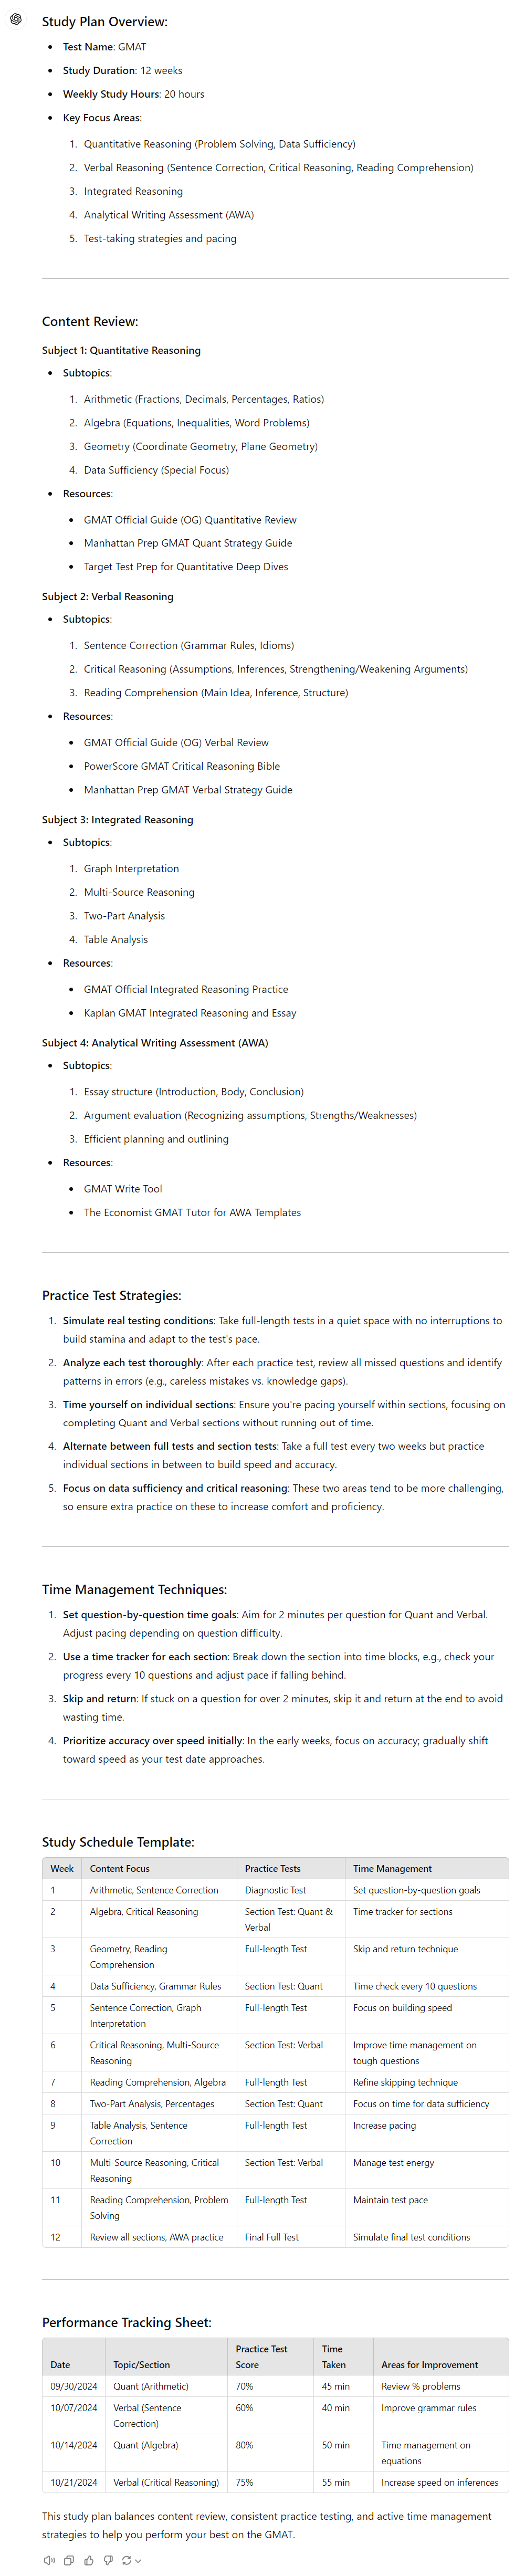 Study Plan Overview:
• Test Name: GMAT
• Study Duration: 12 weeks
• Weekly Study Hours: 20 hours
• Key Focus Areas:
1. Quantitative Reasoning (Problem Solving, Data Sufficiency)
2. Verbal Reasoning (Sentence Correction, Critical Reasoning, Reading Comprehension)
3. Integrated Reasoning
4. Analytical Writing Assessment (AWA)
5. Test-taking strategies and pacing
Content Review:
Subject 1: Quantitative Reasoning
• Subtopics:
1. Arithmetic (Fractions, Decimals, Percentages, Ratios)
2. Algebra (Equations, Inequalities, Word Problems)
3. Geometry (Coordinate Geometry, Plane Geometry)
4. Data Sufficiency (Special Focus)
• Resources:
• GMAT Official Guide (OG) Quantitative Review
• Manhattan Prep GMAT Quant Strategy Guide
• Target Test Prep for Quantitative Deep Dives
Subject 2: Verbal Reasoning
• Subtopics:
1. Sentence Correction (Grammar Rules, Idioms)
2. Critical Reasoning (Assumptions, Inferences, Strengthening/Weakening Arguments)
3. Reading Comprehension (Main Idea, Inference, Structure)
• Resources:
• GMAT Official Guide (OG) Verbal Review
• PowerScore GMAT Critical Reasoning Bible
• Manhattan Prep GMAT Verbal Strategy Guide
Subject 3: Integrated Reasoning
• Subtopics:
1. Graph Interpretation
2. Multi-Source Reasoning
3. Two-Part Analysis
4. Table Analysis
• Resources:
• GMAT Official Integrated Reasoning Practice
• Kaplan GMAT Integrated Reasoning and Essay
Subject 4: Analytical Writing Assessment (AWA)
• Subtopics:
1. Essay structure (Introduction, Body, Conclusion)
2. Argument evaluation (Recognizing assumptions, Strengths/Weaknesses)
3. Efficient planning and outlining
• Resources:
• GMAT Write Tool
• The Economist GMAT Tutor for AWA Templates
Practice Test Strategies:
1. Simulate real testing conditions: Take full-length tests in a quiet space with no interruptions to
build stamina and adapt to the test's pace.
2. Analyze each test thoroughly: After each practice test, review all missed questions and identify
patterns in errors (e.g., careless mistakes vs. knowledge gaps).
3. Time yourself on individual sections: Ensure you're pacing yourself within sections, focusing on
completing Quant and Verbal sections without running out of time.
4. Alternate between full tests and section tests: Take a full test every two weeks but practice
individual sections in between to build speed and accuracy.
5. Focus on data sufficiency and critical reasoning: These two areas tend to be more challenging,
so ensure extra practice on these to increase comfort and proficiency.
Time Management Techniques:
1. Set question-by-question time goals: Aim for 2 minutes per question for Quant and Verbal.
Adjust pacing depending on question difficulty.
2. Use a time tracker for each section: Break down the section into time blocks, e.g., check your
progress every 10 questions and adjust pace if falling behind.
3. Skip and return: If stuck on a question for over 2 minutes, skip it and return at the end to avoid
wasting time.
4. Prioritize accuracy over speed initially: In the early weeks, focus on accuracy; gradually shift
toward speed as your test date approaches.
Study Schedule Template:
Week Content Focus Practice Tests Time Management
1 Arithmetic, Sentence Correction Diagnostic Test Set question-by-question goals
2 Algebra, Critical Reasoning Section Test: Quant & Time tracker for sections
Verbal
3 Geometry, Reading Full-length Test Skip and return technique
Comprehension
4 Data Sufficiency, Grammar Rules Section Test: Quant Time check every 10 questions
5 Sentence Correction, Graph Full-length Test Focus on building speed
Interpretation
6 Critical Reasoning, Multi-Source Section Test: Verbal Improve time management on
Reasoning tough questions
7 Reading Comprehension, Algebra Full-length Test Refine skipping technique
8 Two-Part Analysis, Percentages Section Test: Quant Focus on time for data sufficiency
9 Table Analysis, Sentence Full-length Test Increase pacing
Correction
10 Multi-Source Reasoning, Critical Section Test: Verbal Manage test energy
Reasoning
11 Reading Comprehension, Problem Full-length Test Maintain test pace
Solving
12 Review all sections, AWA practice Final Full Test Simulate final test conditions
Performance Tracking Sheet:
Practice Test Time
Date Topic/Section Score Taken Areas for Improvement
09/30/2024 Quant (Arithmetic) 70% 45 min Review % problems
10/07/2024 Verbal (Sentence 60% 40 min Improve grammar rules
Correction)
10/14/2024 Quant (Algebra) 80% 50 min Time management on
equations
10/21/2024 Verbal (Critical Reasoning) 75% 55 min Increase speed on inferences
This study plan balances content review, consistent practice testing, and active time management
strategies to help you perform your best on the GMAT.